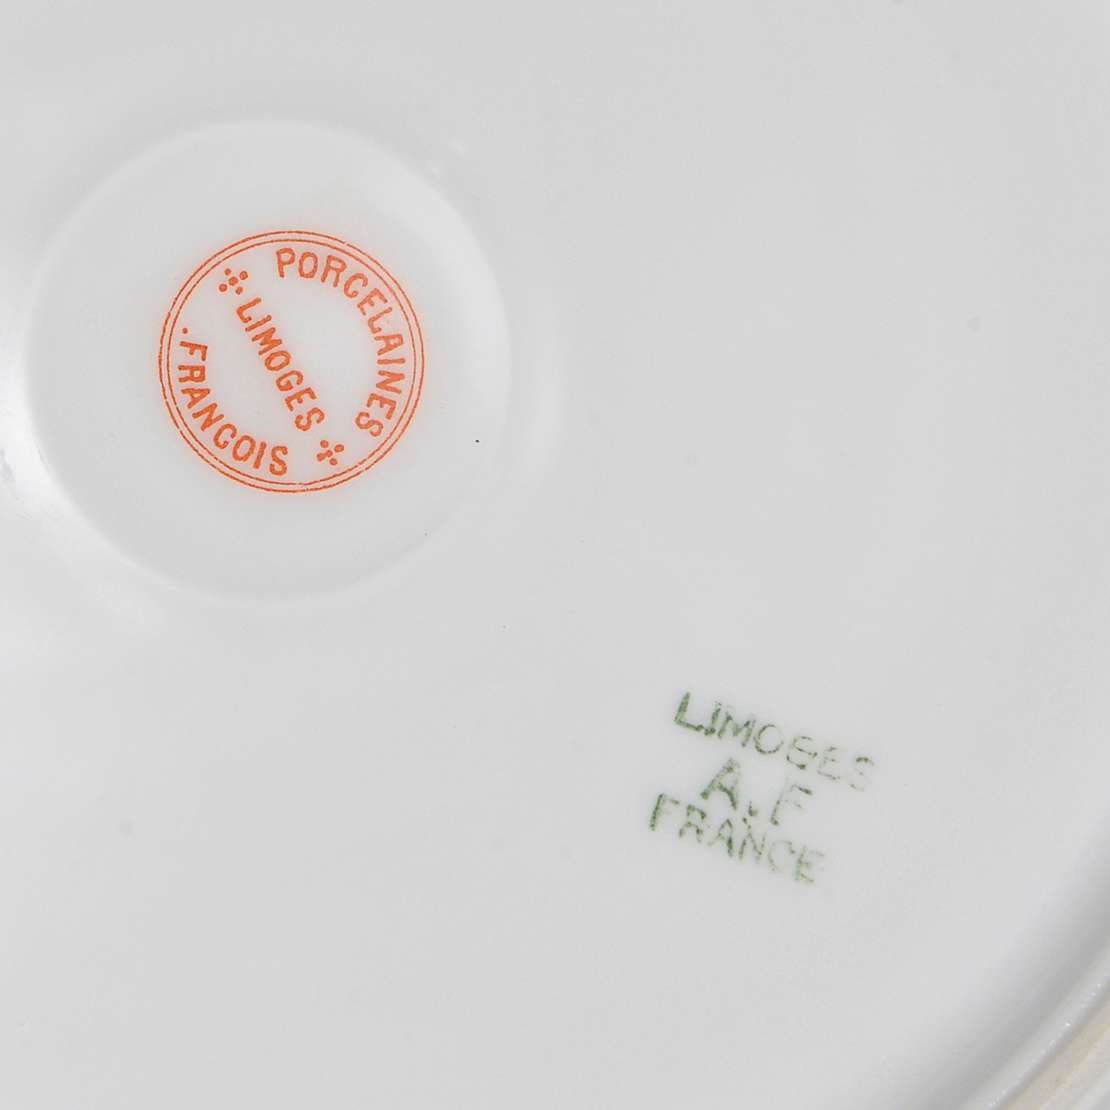 PORCELAINES
LIMOGES
.FRANCOIS
LIMOGES
A.F
FRANCE